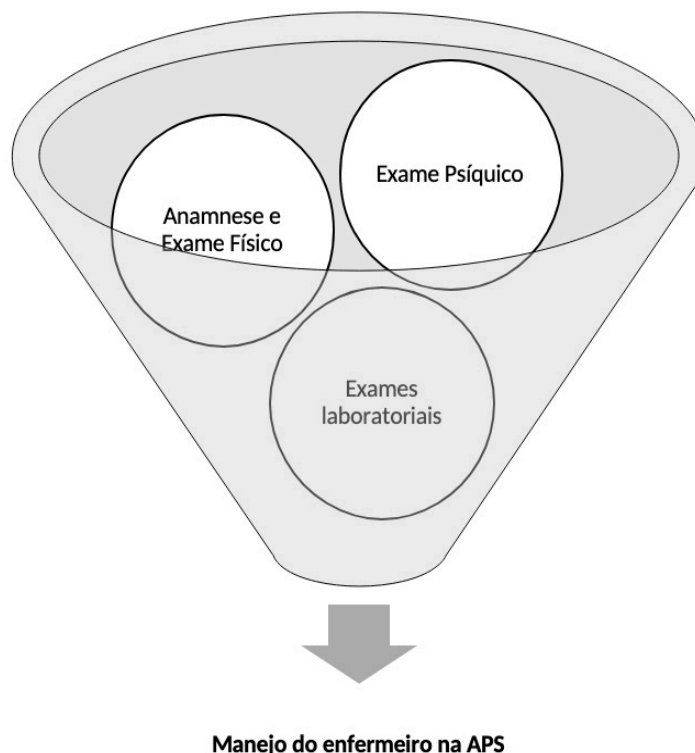 Exame Psíquico
Anamnese e
Exame Físico
Exames
laboratoriais
Manejo do enfermeiro na APS